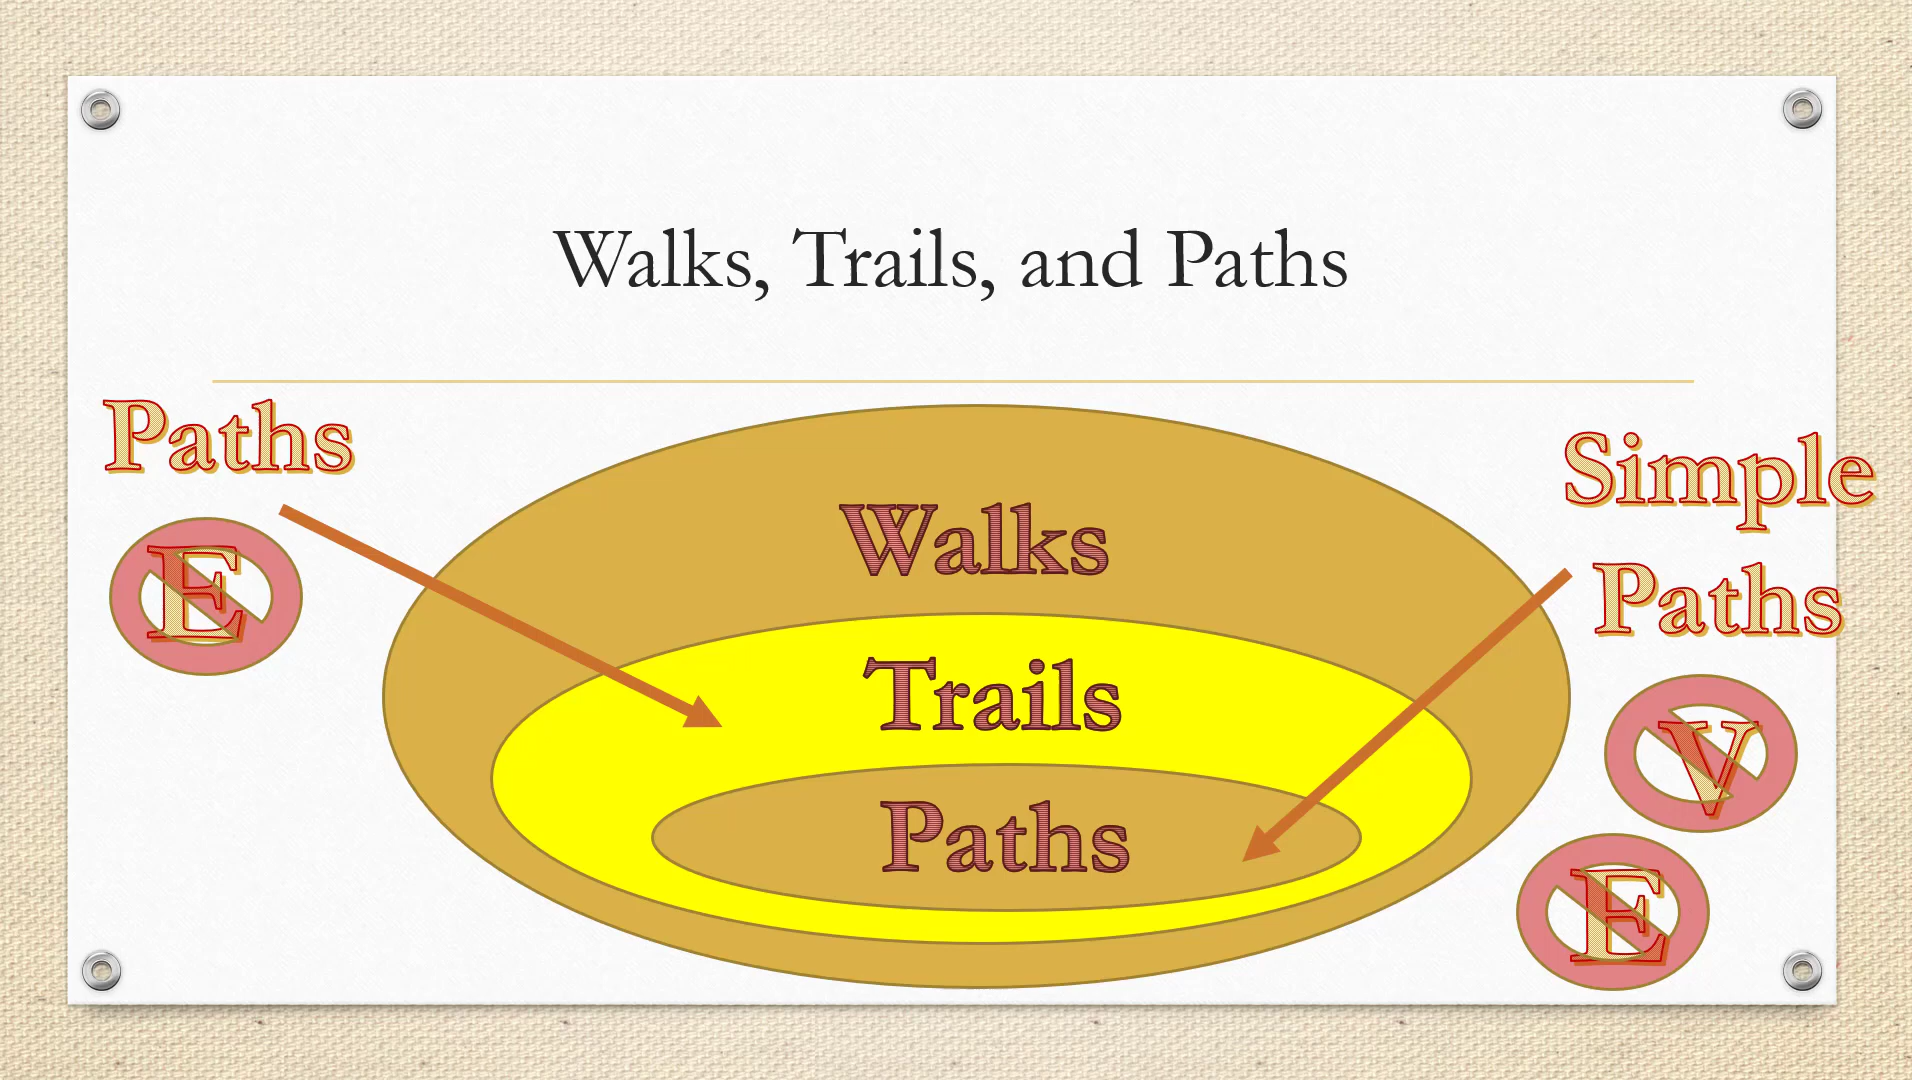 Walks, Trails, and Paths
Paths
E
Walks
Trails
Paths
Simple
Paths
V
E